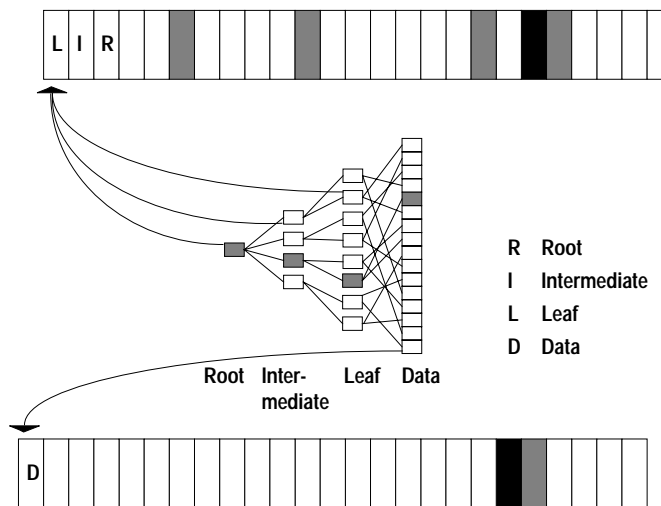 L I R
R Root
I Intermediate
L Leaf
D Data
Root Inter-
mediate Leaf Data
D